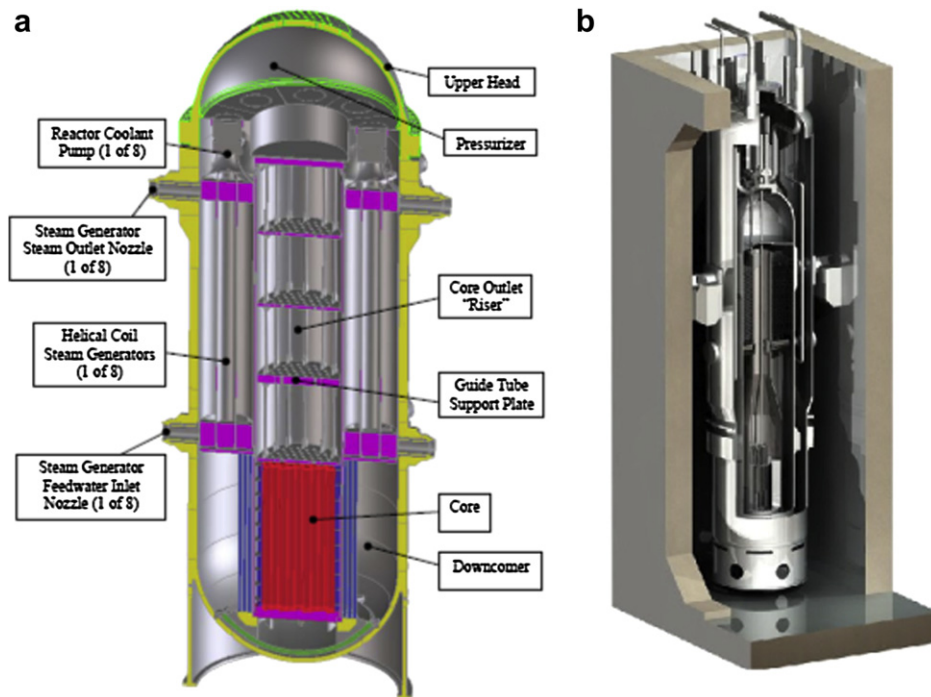 a
b
Upper Head
Reactor Coolant
Pump (1 of 8)
Pressurizer
Steam Generator
Steam Outlet Nozzle
(1 of 8)
Core Outlet
"Riser"
Helical Coil
Steam Generators
(1 of 8)
Guide Tube
Support Plate
Steam Generator
Feedwater Inlet
Nozzle (1 of 8)
Core
Downcomer